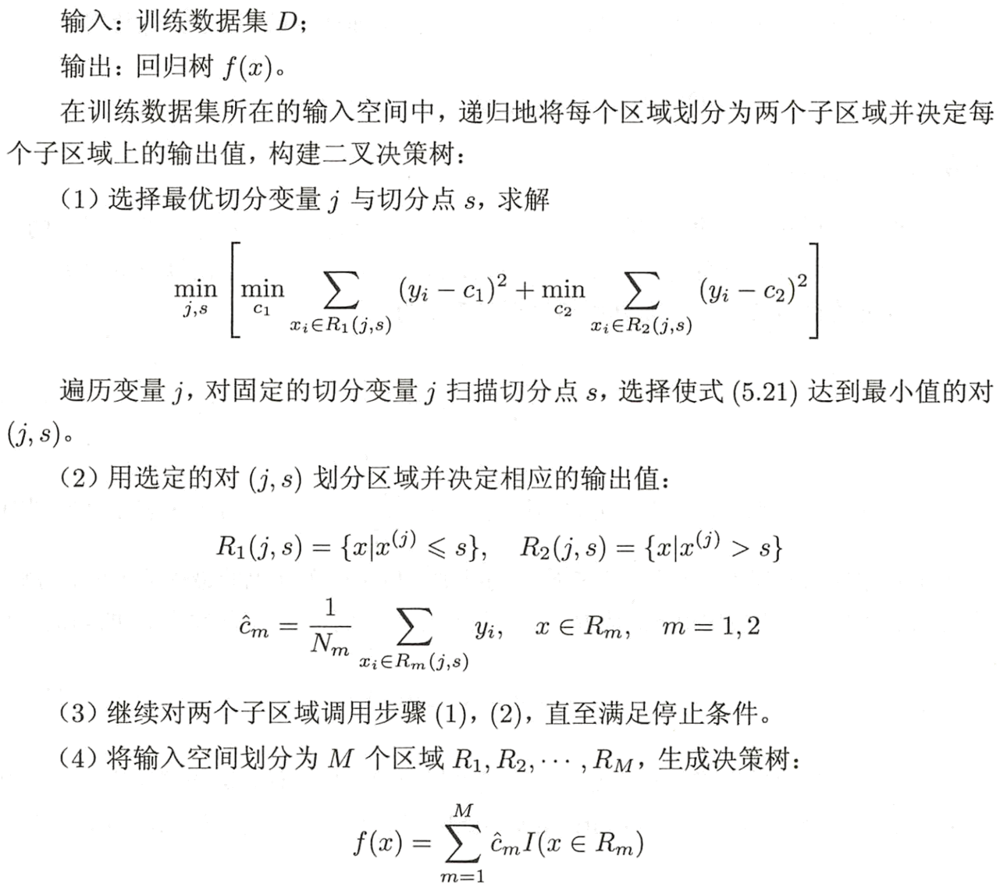 输入：训练数据集 D；
输出：回归树 f(x)。
在训练数据集所在的输入空间中，递归地将每个区域划分为两个子区域并决定每
个子区域上的输出值，构建二叉决策树：
（1）选择最优切分变量 j 与切分点 s，求解
$$\min_{j,s} \left[ \min_{c_1} \sum_{x_i \in R_1(j,s)} (y_i - c_1)^2 + \min_{c_2} \sum_{x_i \in R_2(j,s)} (y_i - c_2)^2 \right]$$
遍历变量 j，对固定的切分变量 j 扫描切分点 s，选择使式 (5.21) 达到最小值的对
(j, s)。
（2）用选定的对 (j, s) 划分区域并决定相应的输出值：
$$R_1(j,s) = \{x|x^{(j)} \leqslant s\}, \quad R_2(j,s) = \{x|x^{(j)} > s\}$$
$$\hat{c}_m = \frac{1}{N_m} \sum_{x_i \in R_m(j,s)} y_i, \quad x \in R_m, \quad m = 1, 2$$
（3）继续对两个子区域调用步骤 (1)，(2)，直至满足停止条件。
（4）将输入空间划分为 M 个区域 R₁, R₂, ⋯ , R_M，生成决策树：
$$f(x) = \sum_{m=1}^{M} \hat{c}_m I(x \in R_m)$$